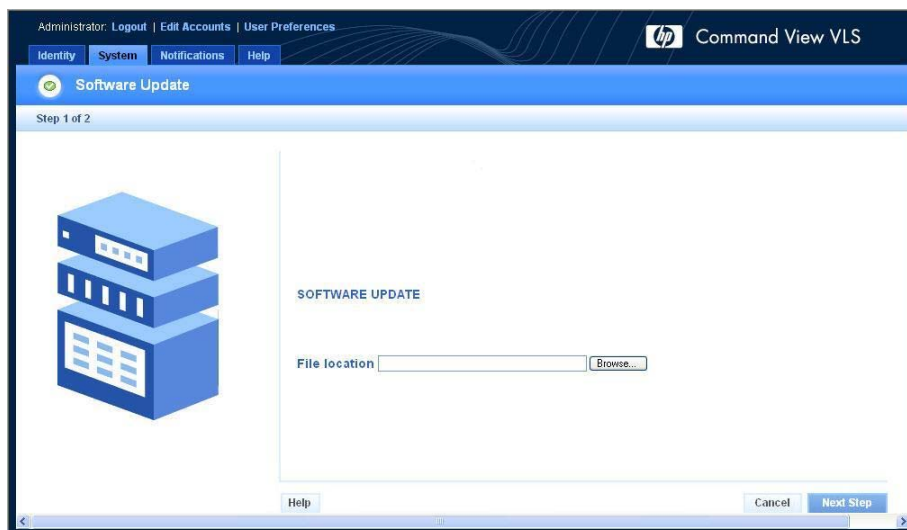 Administrator: Logout | Edit Accounts | User Preferences
hp Command View VLS
Identity System Notifications Help
Software Update
Step 1 of 2
SOFTWARE UPDATE
File location Browse...
Help Cancel Next Step